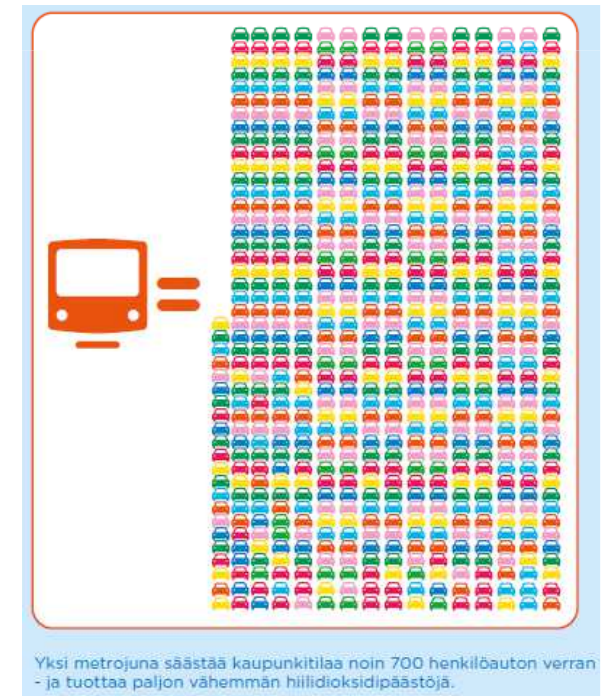 Yksi metrojuna säästää kaupunkitilaa noin 700 henkilöauton verran
- ja tuottaa paljon vähemmän hiilidioksidipäästöjä.